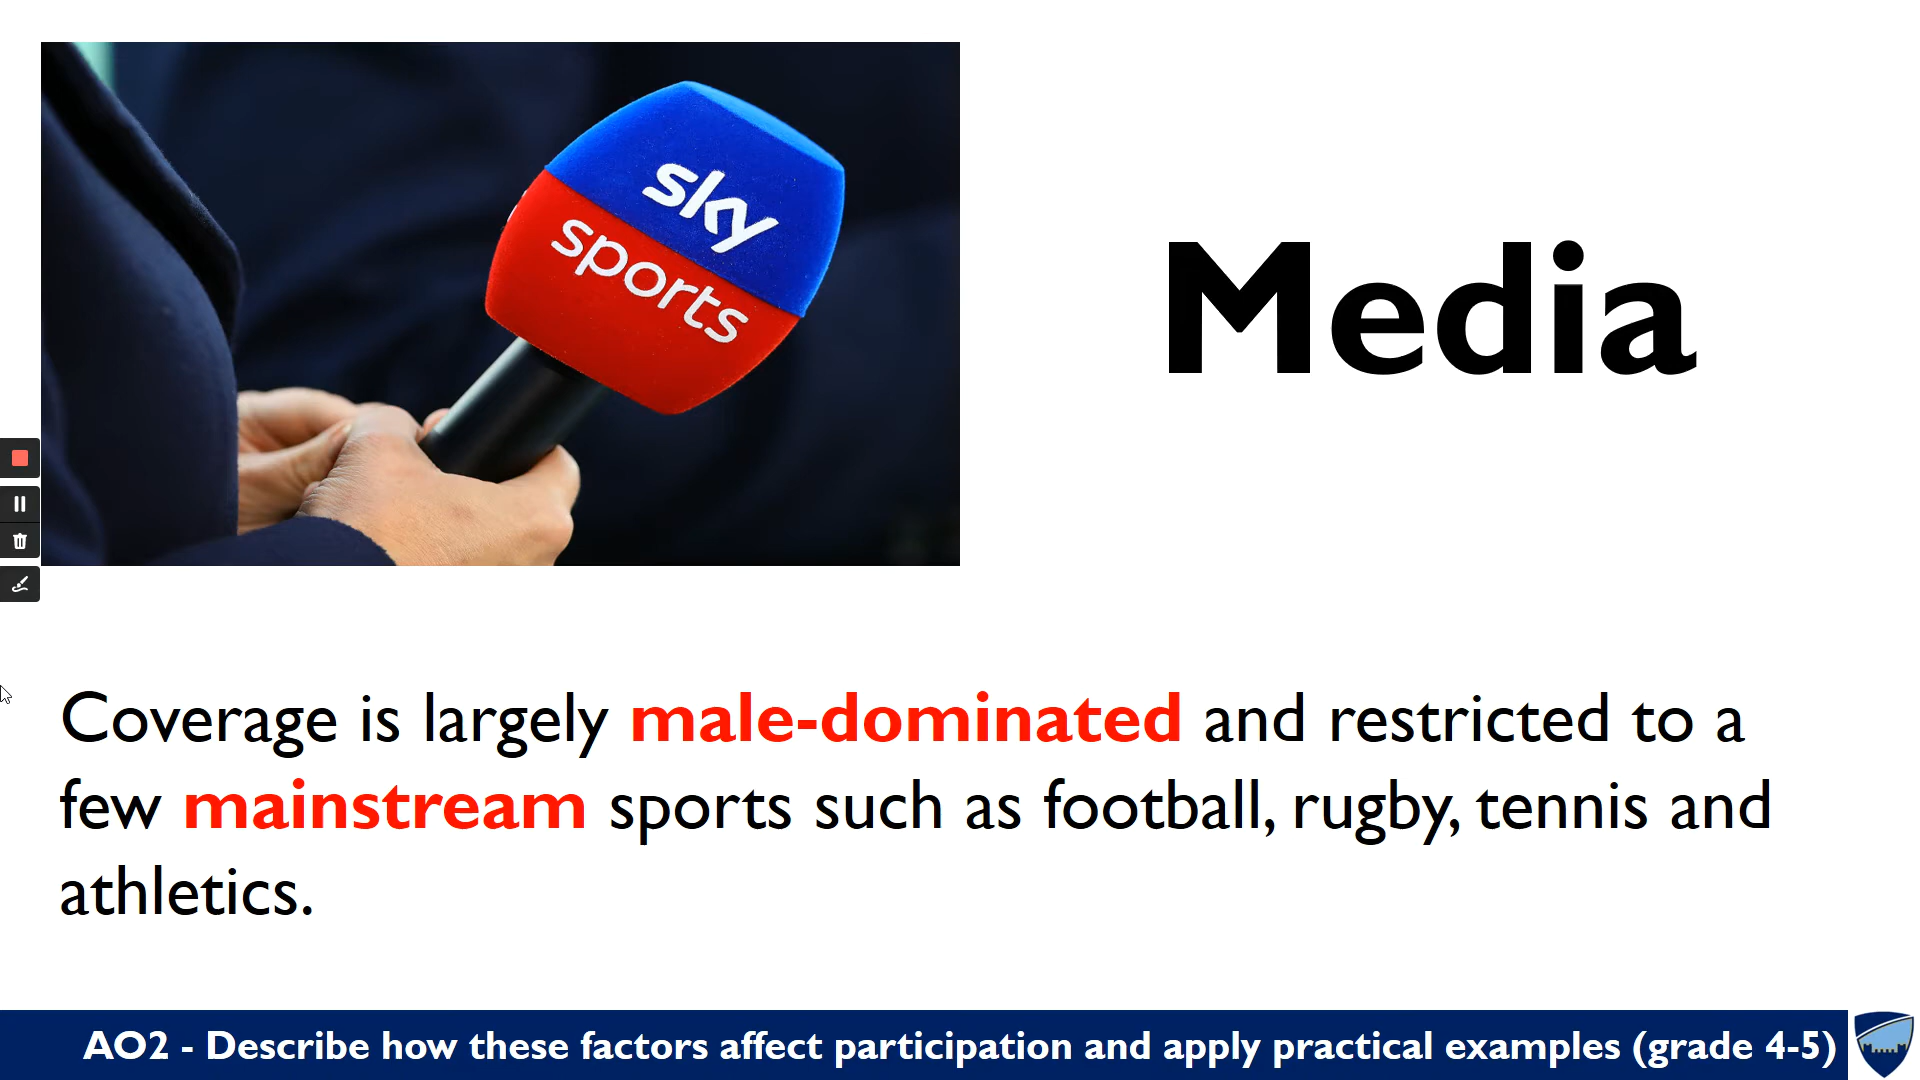 sky
sports
Media
Coverage is largely male-dominated and restricted to a
few mainstream sports such as football, rugby, tennis and
athletics.
AO2 - Describe how these factors affect participation and apply practical examples (grade 4-5)